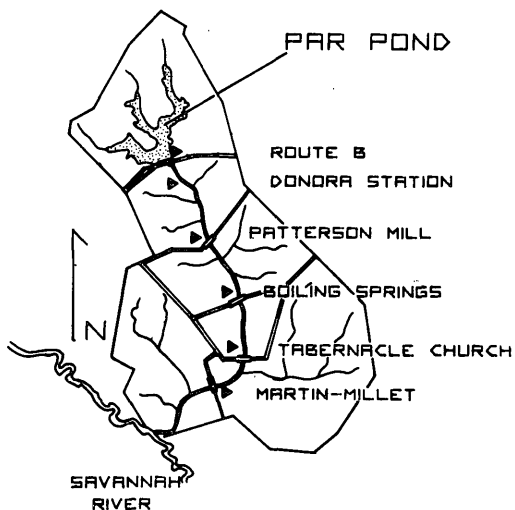 PAR POND
ROUTE B
DONORA STATION
PATTERSON MILL
BOILING SPRINGS
N
TABERNACLE CHURCH
MARTIN-MILLET
SAVANNAH
RIVER